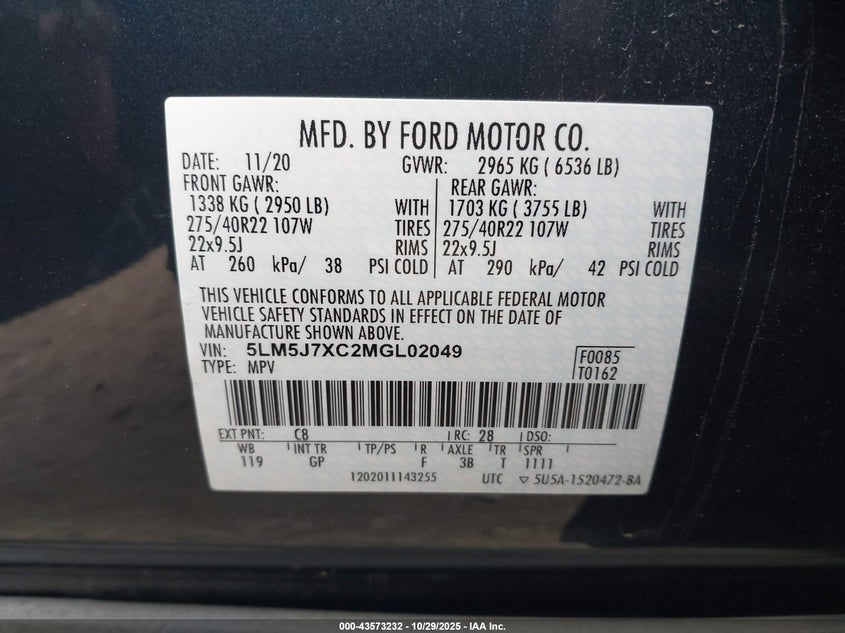 MFD. BY FORD MOTOR CO.
DATE: 11/20 GVWR: 2965 KG ( 6536 LB)
FRONT GAWR: REAR GAWR:
1338 KG ( 2950 LB) WITH 1703 KG ( 3755 LB) WITH
275/40R22 107W TIRES 275/40R22 107W TIRES
22x9.5J RIMS 22x9.5J RIMS
AT 260 kPa/ 38 PSI COLD AT 290 kPa/ 42 PSI COLD
THIS VEHICLE CONFORMS TO ALL APPLICABLE FEDERAL MOTOR
VEHICLE SAFETY STANDARDS IN EFFECT ON THE DATE OF
MANUFACTURE SHOWN ABOVE.
VIN: 5LM5J7XC2MGL02049 F0085
TYPE: MPV T0162
EXT PNT: C8 RC: 28 DSO:
WB INT TR TP/PS R AXLE TR SPR
119 GP F 3B T 1111
1202011143255 UTC ▽ 5U5A-1520472-BA
000-43573232 - 10/29/2025 - IAA Inc.